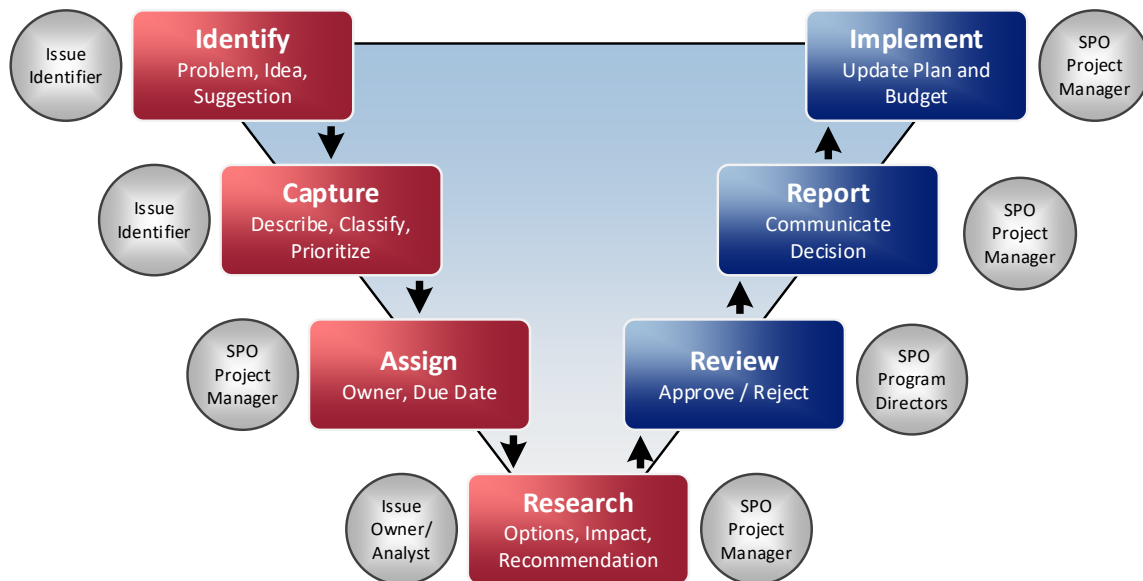 Issue
Identifier
Identify
Problem, Idea,
Suggestion
Implement
Update Plan and
Budget
SPO
Project
Manager
Issue
Identifier
Capture
Describe, Classify,
Prioritize
Report
Communicate
Decision
SPO
Project
Manager
SPO
Project
Manager
Assign
Owner, Due Date
Review
Approve / Reject
SPO
Program
Directors
Issue
Owner/
Analyst
Research
Options, Impact,
Recommendation
SPO
Project
Manager